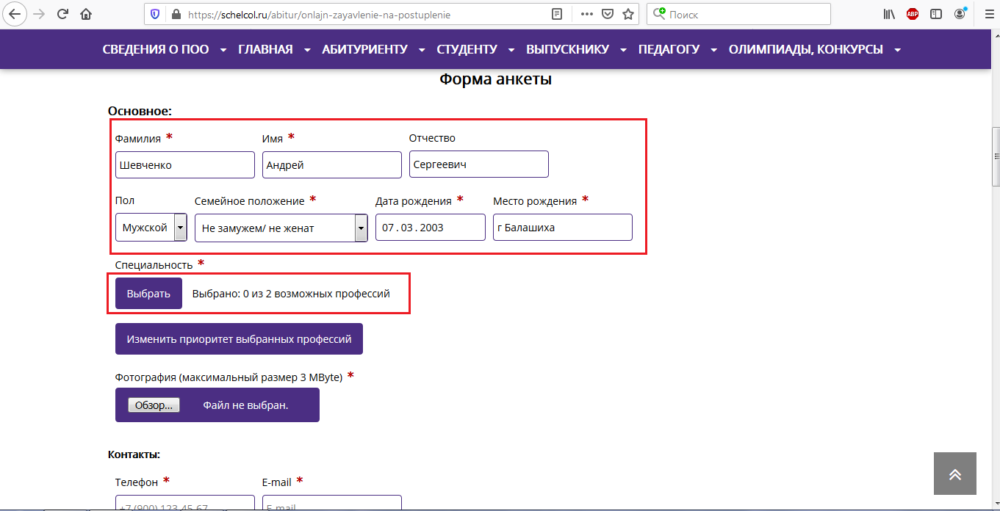 https://schelcol.ru/abitur/onlajn-zayavlenie-na-postuplenie
Поиск
ABP
СВЕДЕНИЯ О ПОО ГЛАВНАЯ АБИТУРИЕНТУ СТУДЕНТУ ВЫПУСКНИКУ ПЕДАГОГУ ОЛИМПИАДЫ, КОНКУРСЫ
Форма анкеты
Основное:
Фамилия * Имя * Отчество
Шевченко Андрей Сергеевич
Пол Семейное положение * Дата рождения * Место рождения *
Мужской Не замужем/ не женат 07 . 03 . 2003 г Балашиха
Специальность *
Выбрать Выбрано: 0 из 2 возможных профессий
Изменить приоритет выбранных профессий
Фотография (максимальный размер 3 MByte) *
Обзор... Файл не выбран.
Контакты:
Телефон * E-mail *
+7 (900) 123-45-67 E-mail